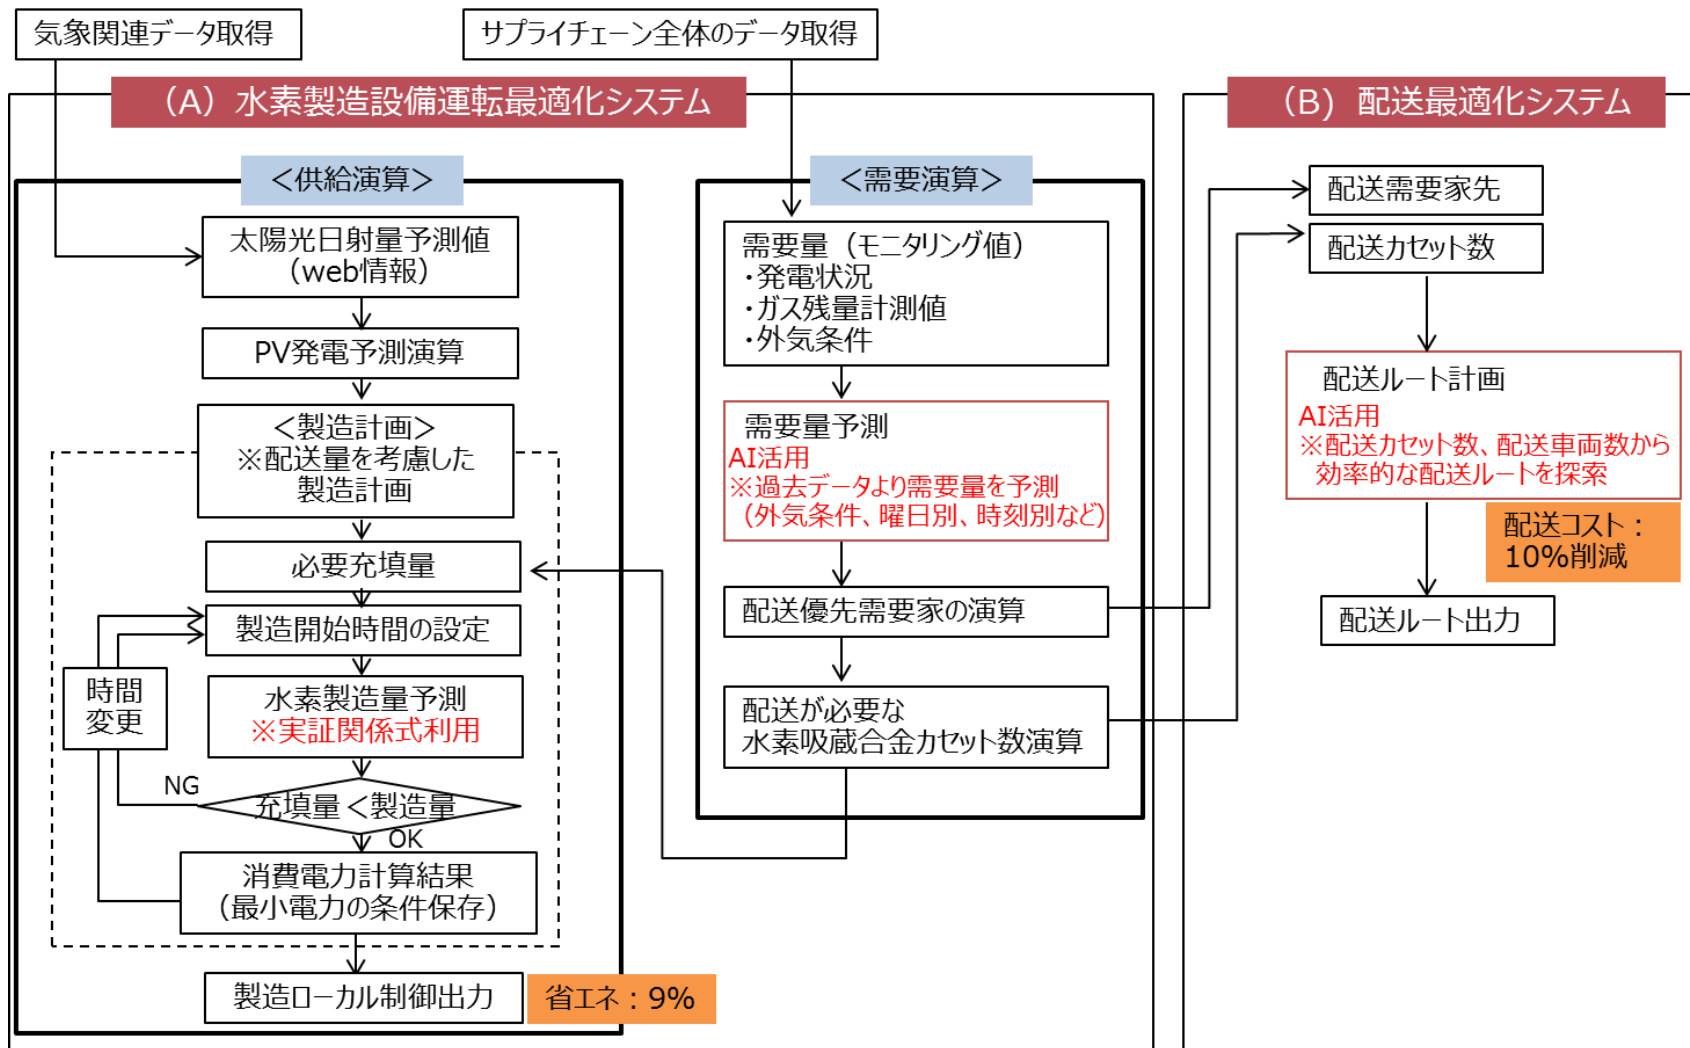 気象関連データ取得
サプライチェーン全体のデータ取得
（A）水素製造設備運転最適化システム
＜供給演算＞
太陽光日射量予測値
（web情報）
PV発電予測演算
＜製造計画＞
※配送量を考慮した
製造計画
必要充填量
製造開始時間の設定
時間
変更
水素製造量予測
※実証関係式利用
NG
充填量＜製造量
OK
消費電力計算結果
（最小電力の条件保存）
製造ローカル制御出力
省エネ：9%
＜需要演算＞
需要量（モニタリング値）
・発電状況
・ガス残量計測値
・外気条件
需要量予測
AI活用
※過去データより需要量を予測
（外気条件、曜日別、時刻別など）
配送優先需要家の演算
配送が必要な
水素吸蔵合金カセット数演算
（B）配送最適化システム
配送需要家先
配送カセット数
配送ルート計画
AI活用
※配送カセット数、配送車両数から
効率的な配送ルートを探索
配送コスト：
10%削減
配送ルート出力